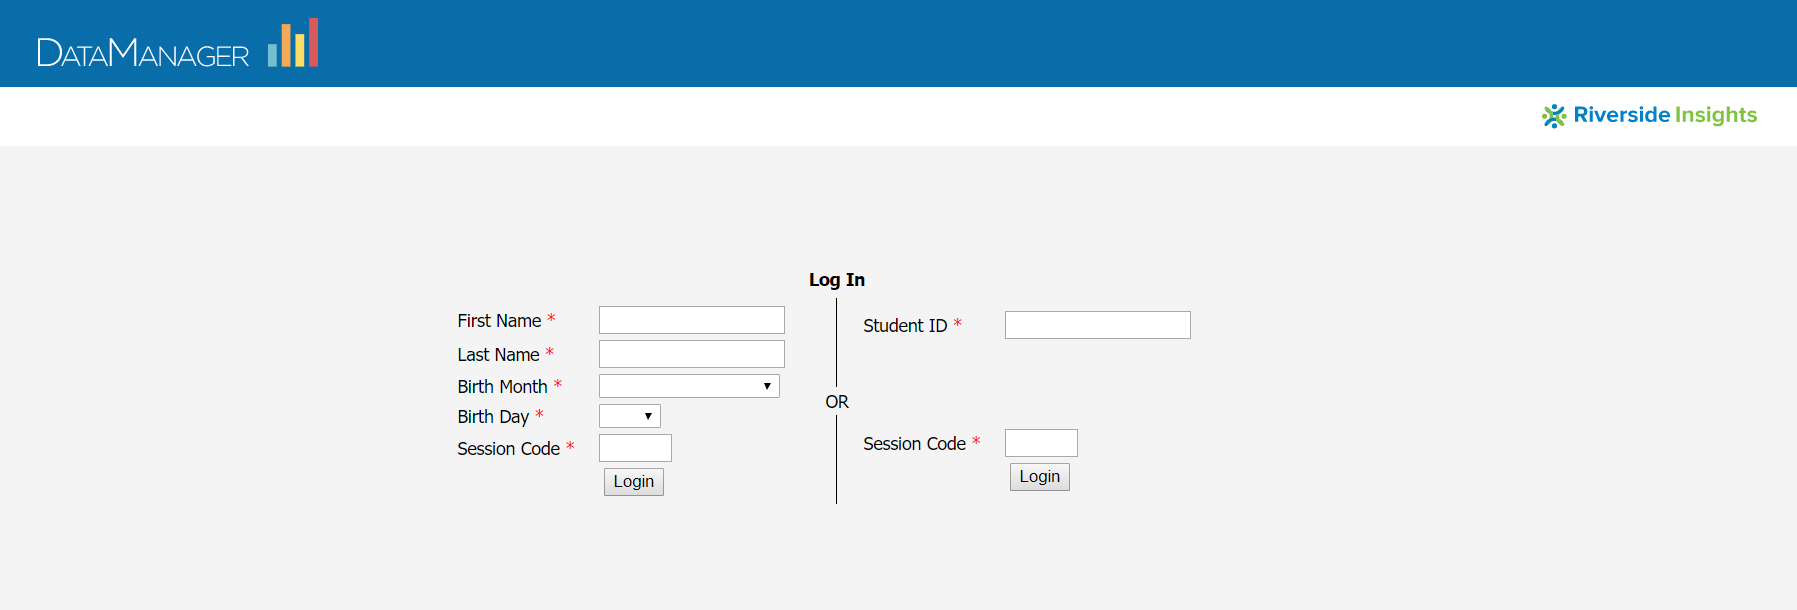 DATAMANAGER
Riverside Insights
Log In
First Name *
Last Name *
Birth Month *
Birth Day *
Session Code *
Login
OR
Student ID *
Session Code *
Login